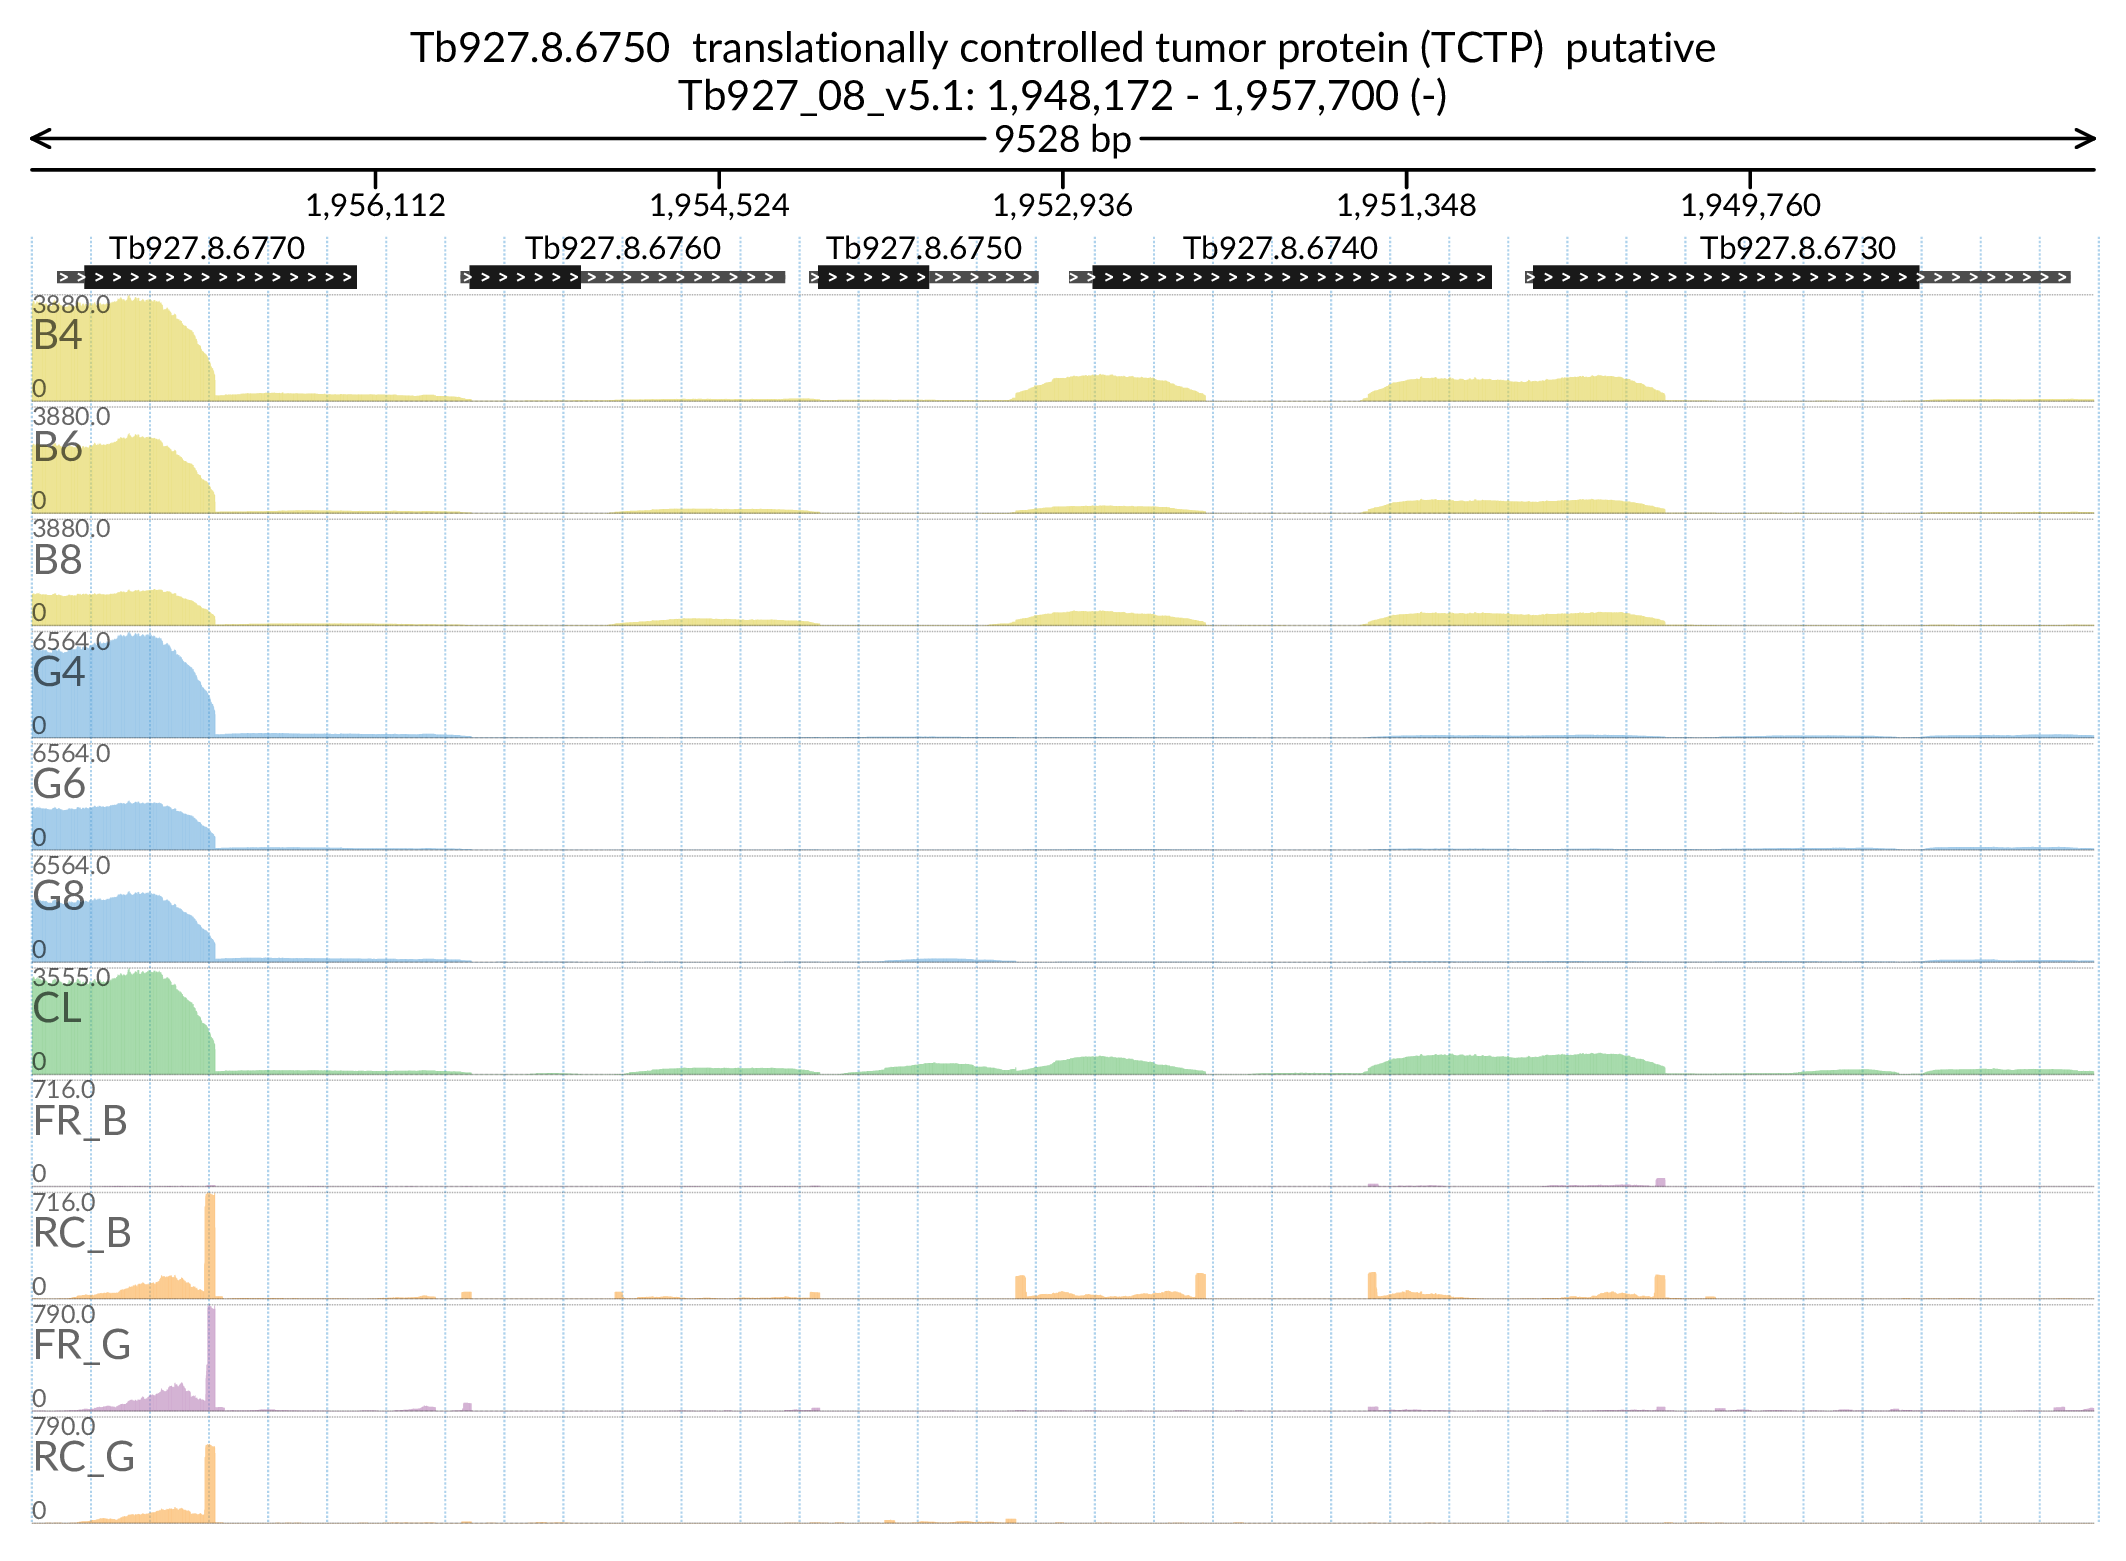 Tb927.8.6750 translationally controlled tumor protein (TCTP) putative
Tb927_08_v5.1: 1,948,172 - 1,957,700 (-)
9528 bp
1,956,112 1,954,524 1,952,936 1,951,348 1,949,760
Tb927.8.6770 Tb927.8.6760 Tb927.8.6750 Tb927.8.6740 Tb927.8.6730
3880.0
B4
0
3880.0
B6
0
3880.0
B8
0
6564.0
G4
0
6564.0
G6
0
6564.0
G8
0
3555.0
CL
0
716.0
FR_B
0
716.0
RC_B
0
790.0
FR_G
0
790.0
RC_G
0